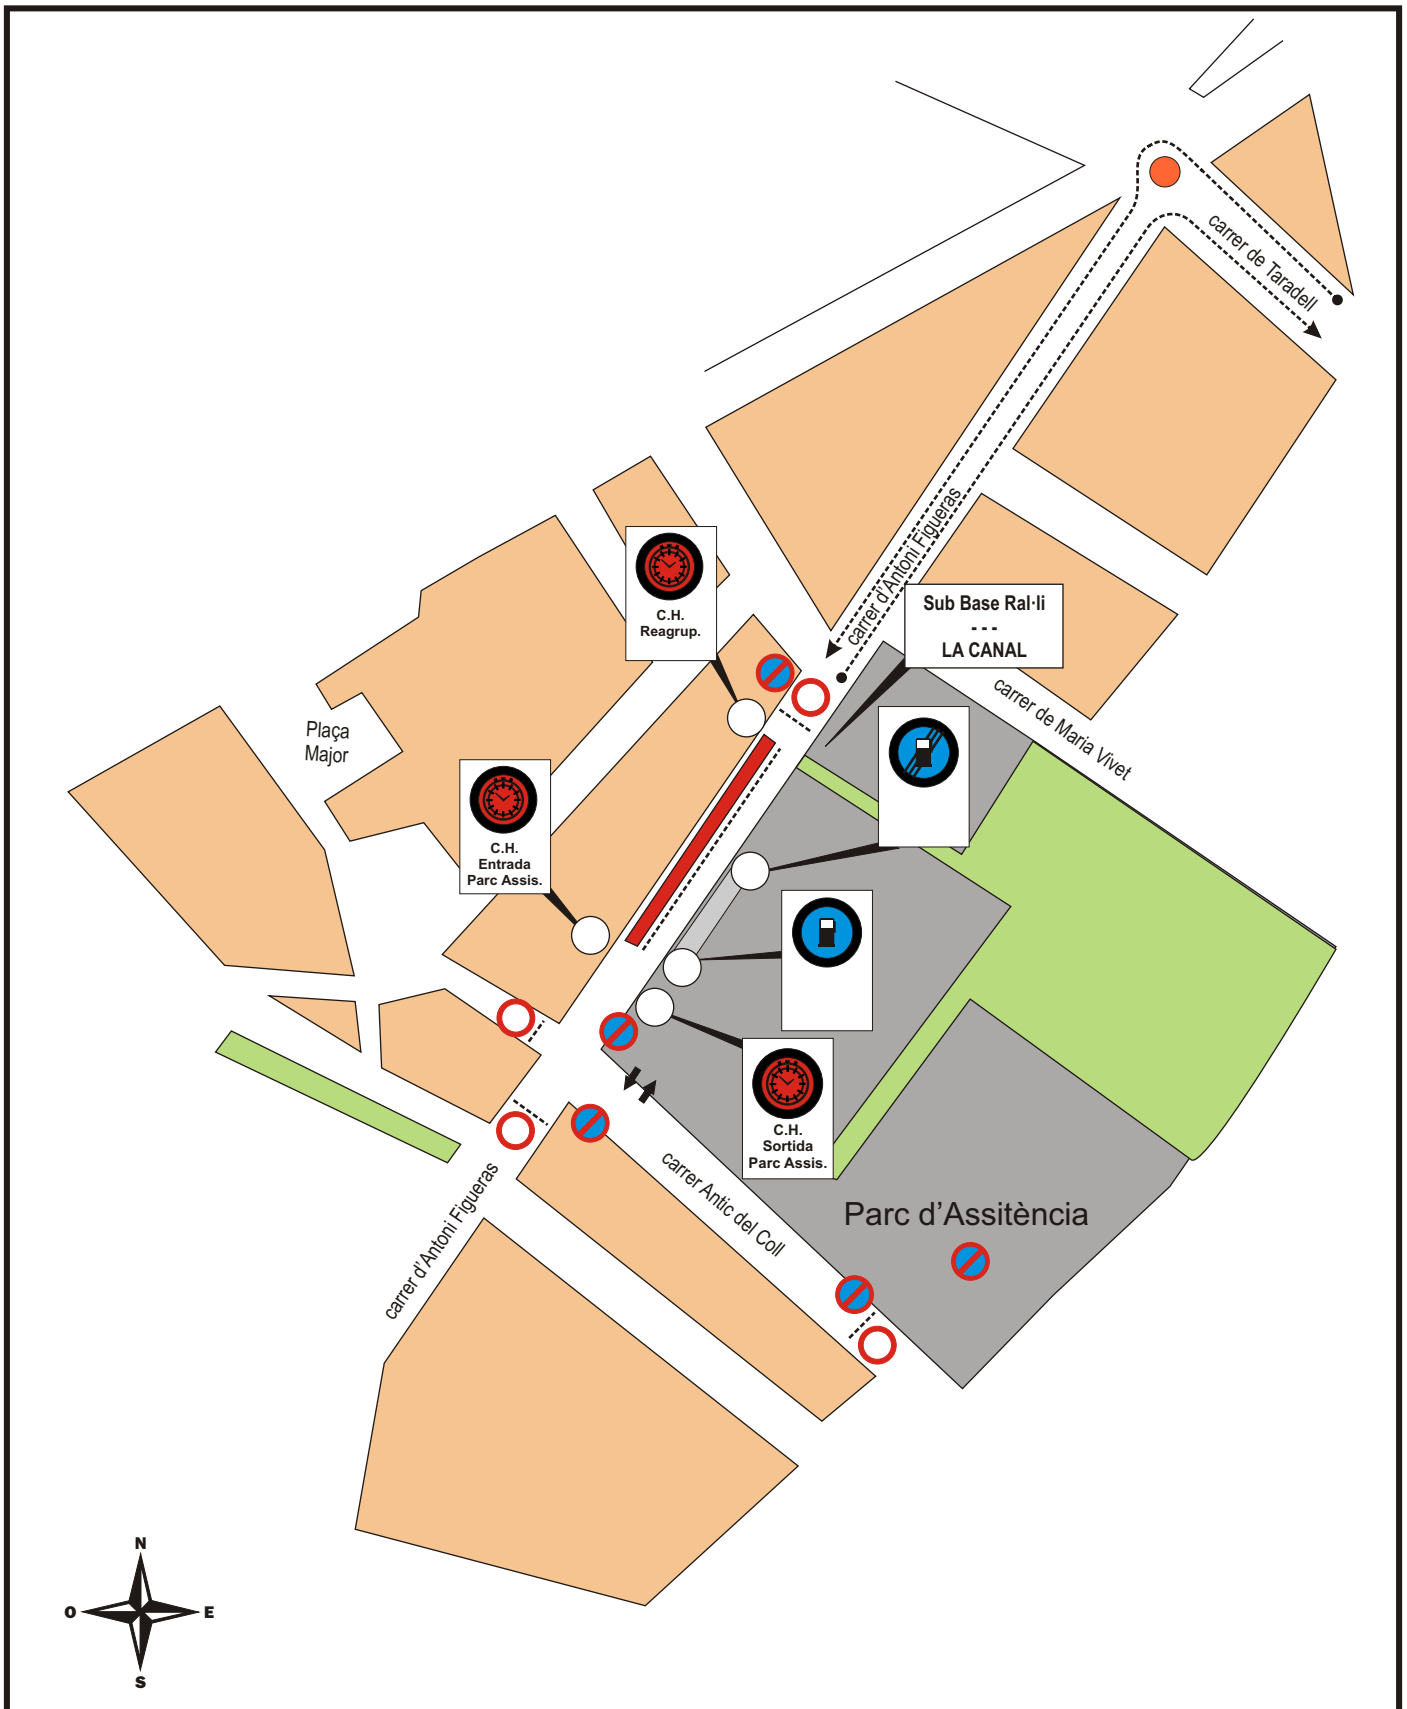 carrer de Taradell
carrer d'Antoni Figueras
C.H.
Reagrup.
Sub Base Ral·li
---
LA CANAL
carrer de Maria Vivet
Plaça
Major
C.H.
Entrada
Parc Assis.
C.H.
Sortida
Parc Assis.
carrer d'Antoni Figueras
carrer Antic del Coll
Parc d'Assitència
N
O
E
S